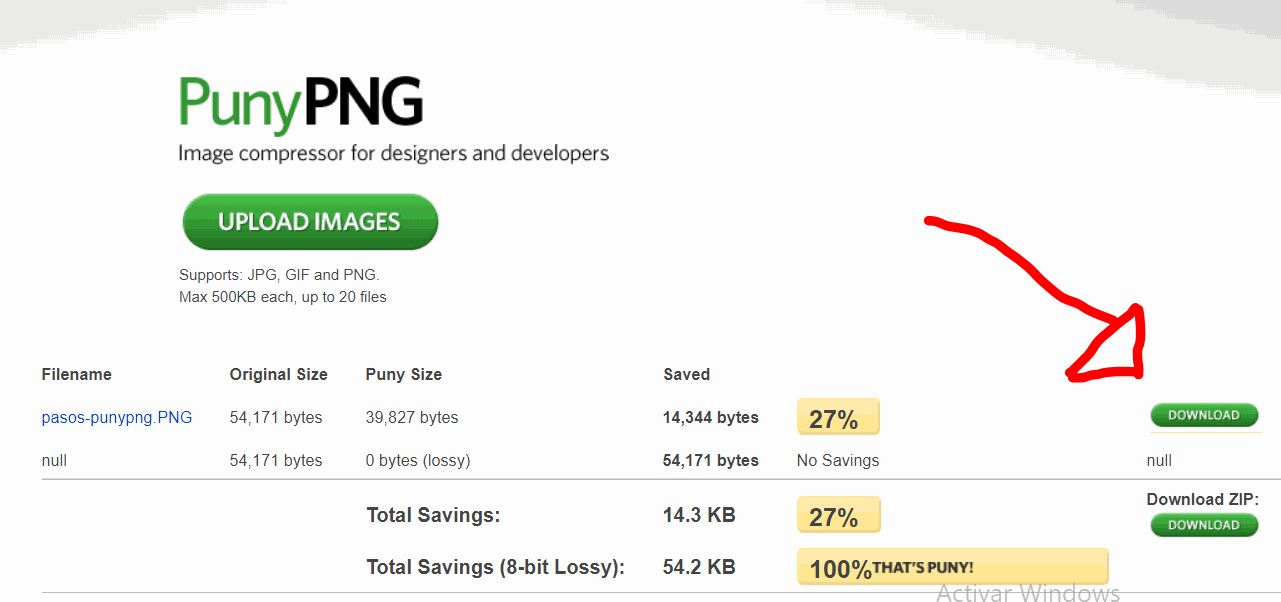 PunyPNG
Image compressor for designers and developers
UPLOAD IMAGES
Supports: JPG, GIF and PNG.
Max 500KB each, up to 20 files
Filename Original Size Puny Size Saved
pasos-punypng.PNG 54,171 bytes 39,827 bytes 14,344 bytes 27% DOWNLOAD
null 54,171 bytes 0 bytes (lossy) 54,171 bytes No Savings null
Download ZIP:
Total Savings: 14.3 KB 27% DOWNLOAD
Total Savings (8-bit Lossy): 54.2 KB 100% THAT'S PUNY!
Activar Windows